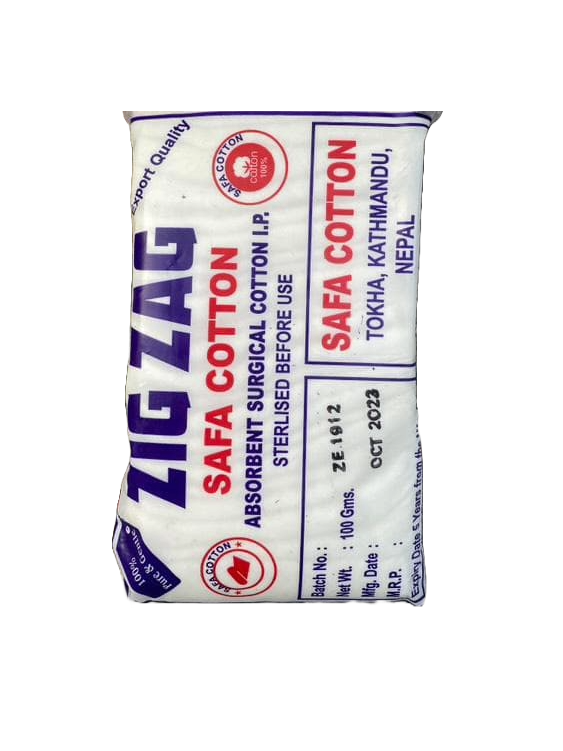 Export Quality
ZIG ZAG
SAFA COTTON
ABSORBENT SURGICAL COTTON I.P.
STERLISED BEFORE USE
100%
Pure & Gentle
SAFA COTTON
SAFA COTTON
cotton
100%
SAFA COTTON
TOKHA, KATHMANDU,
NEPAL
Batch No.: ZE 1912
Net Wt. : 100 Gms.
Mfg. Date : OCT 2023
M.R.P. :
Expiry Date 5 Years from the